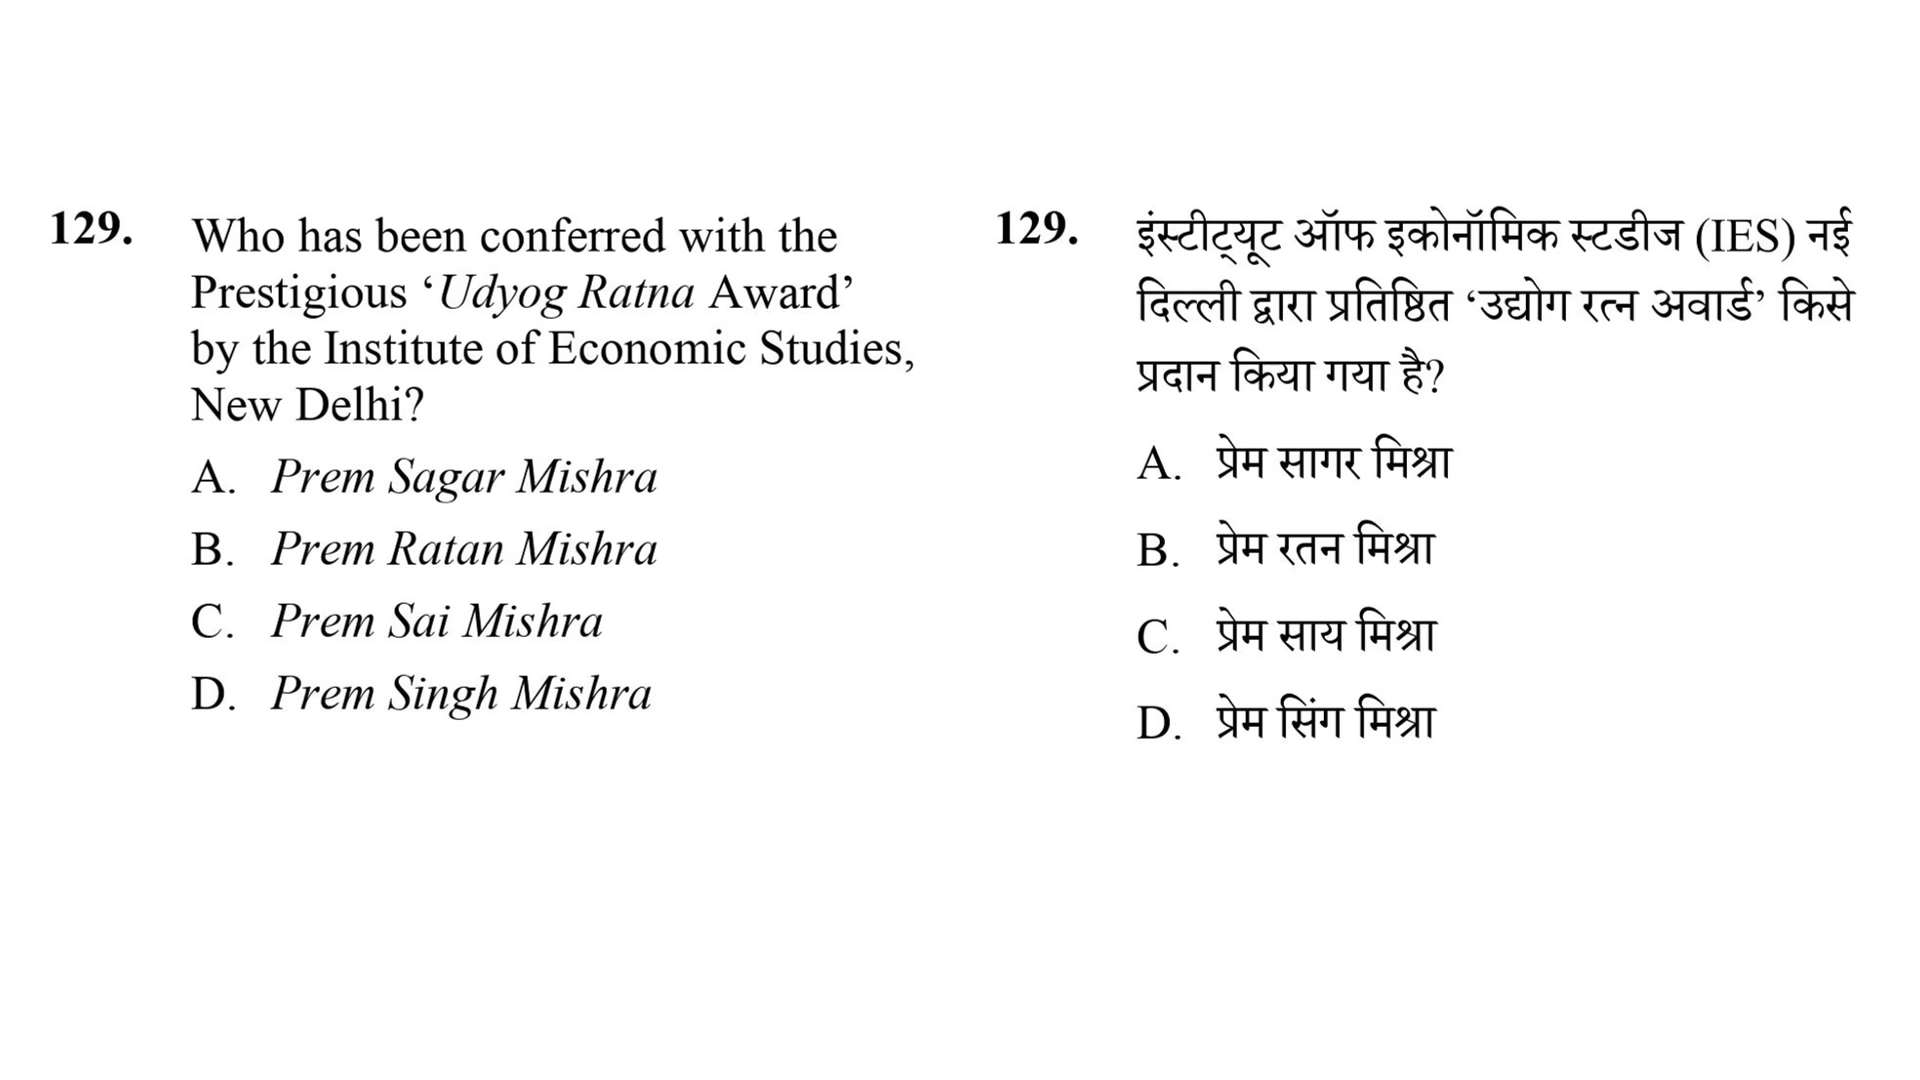 129. Who has been conferred with the
Prestigious ‘Udyog Ratna Award’
by the Institute of Economic Studies,
New Delhi?
A. Prem Sagar Mishra
B. Prem Ratan Mishra
C. Prem Sai Mishra
D. Prem Singh Mishra
129. इंस्टीट्यूट ऑफ इकोनॉमिक स्टडीज (IES) नई
दिल्ली द्वारा प्रतिष्ठित ‘उद्योग रत्न अवार्ड’ किसे
प्रदान किया गया है?
A. प्रेम सागर मिश्रा
B. प्रेम रतन मिश्रा
C. प्रेम साय मिश्रा
D. प्रेम सिंग मिश्रा